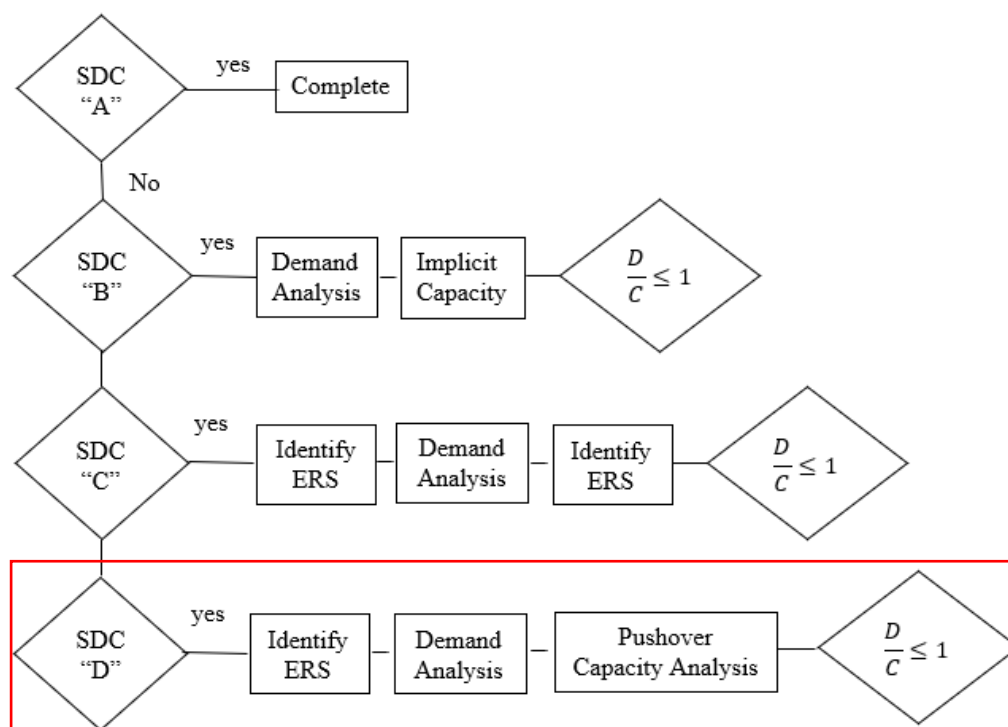 SDC
“A”
yes
Complete
No
SDC
“B”
yes
Demand
Analysis
Implicit
Capacity
D
C
≤ 1
SDC
“C”
yes
Identify
ERS
Demand
Analysis
Identify
ERS
D
C
≤ 1
SDC
“D”
yes
Identify
ERS
Demand
Analysis
Pushover
Capacity Analysis
D
C
≤ 1